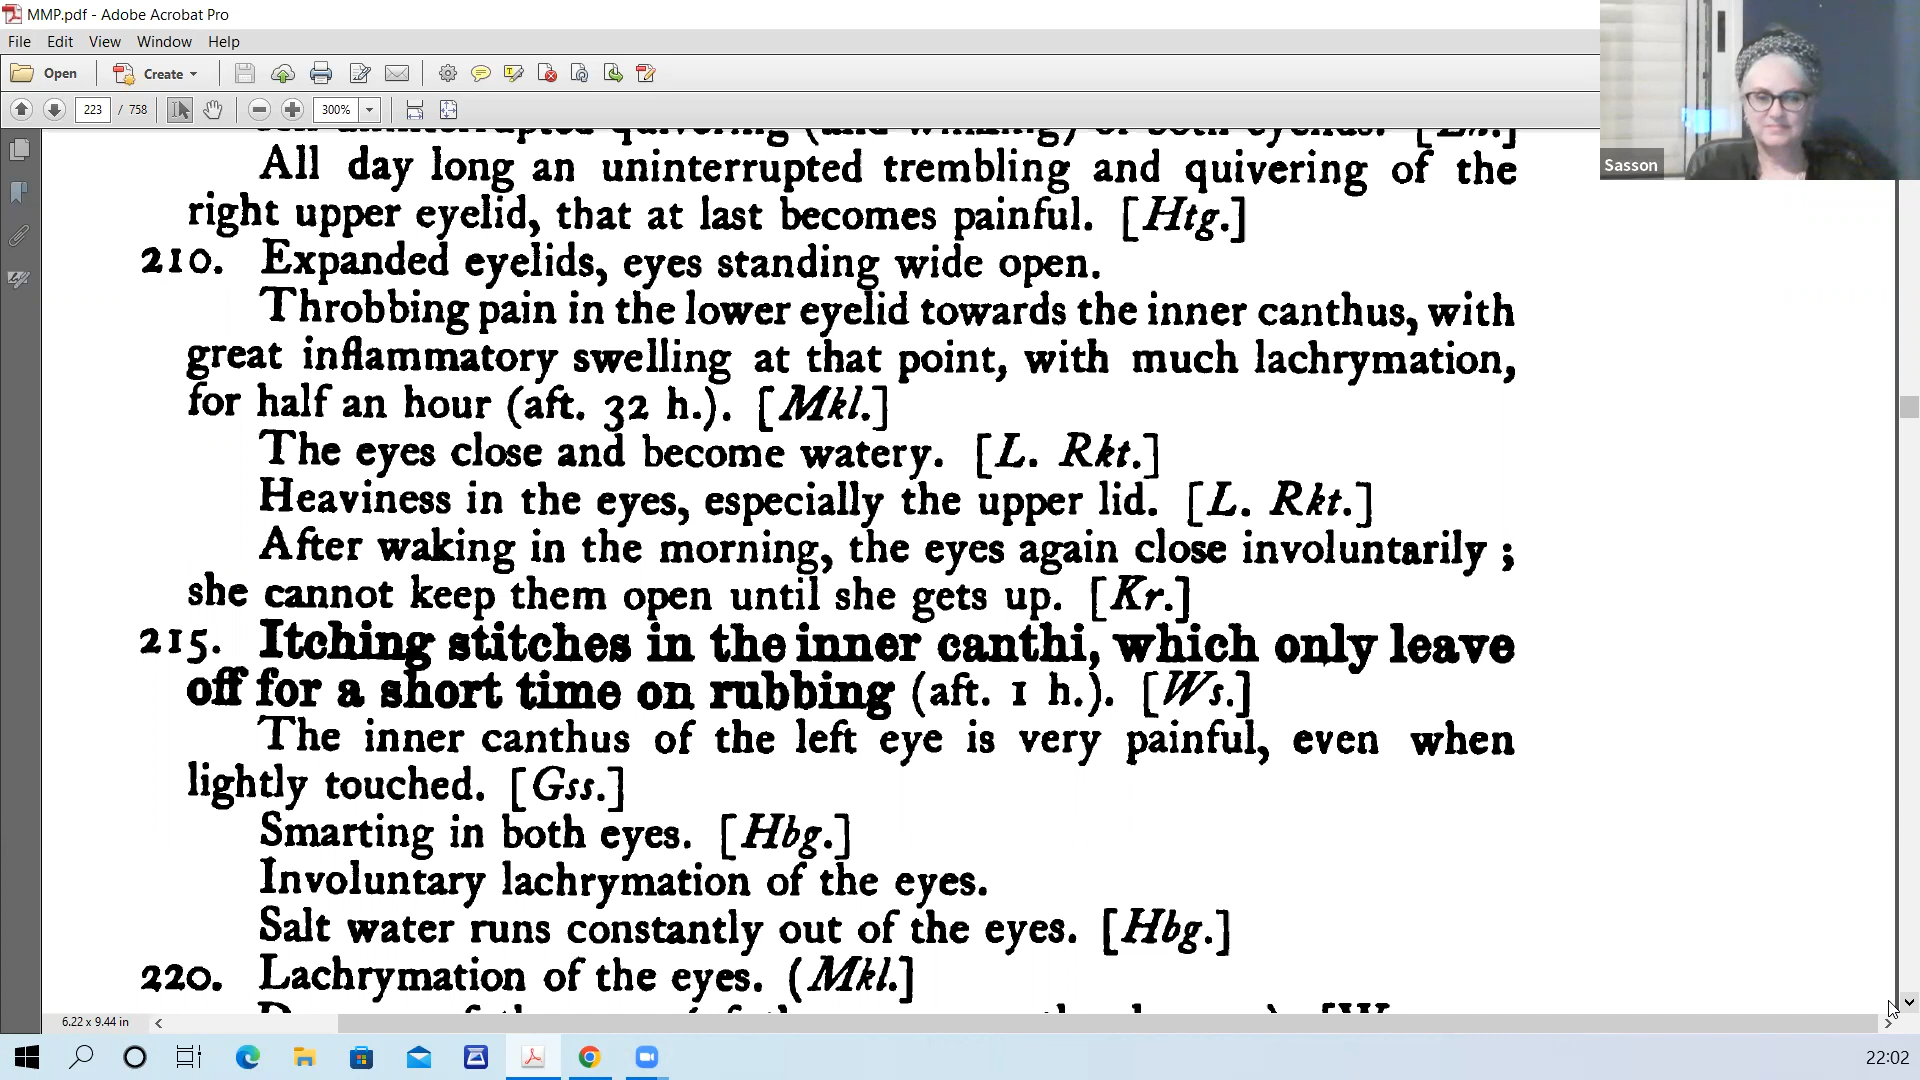 MMP.pdf - Adobe Acrobat Pro
File Edit View Window Help
Open Create
223 / 758 300%
Sasson
All day long an uninterrupted trembling and quivering of the
right upper eyelid, that at last becomes painful. [Htg.]
210. Expanded eyelids, eyes standing wide open.
Throbbing pain in the lower eyelid towards the inner canthus, with
great inflammatory swelling at that point, with much lachrymation,
for half an hour (aft. 32 h.). [Mkl.]
The eyes close and become watery. [L. Rkt.]
Heaviness in the eyes, especially the upper lid. [L. Rkt.]
After waking in the morning, the eyes again close involuntarily ;
she cannot keep them open until she gets up. [Kr.]
215. Itching stitches in the inner canthi, which only leave
off for a short time on rubbing (aft. 1 h.). [Ws.]
The inner canthus of the left eye is very painful, even when
lightly touched. [Gss.]
Smarting in both eyes. [Hbg.]
Involuntary lachrymation of the eyes.
Salt water runs constantly out of the eyes. [Hbg.]
220. Lachrymation of the eyes. (Mkl.]
6.22 x 9.44 in
22:02